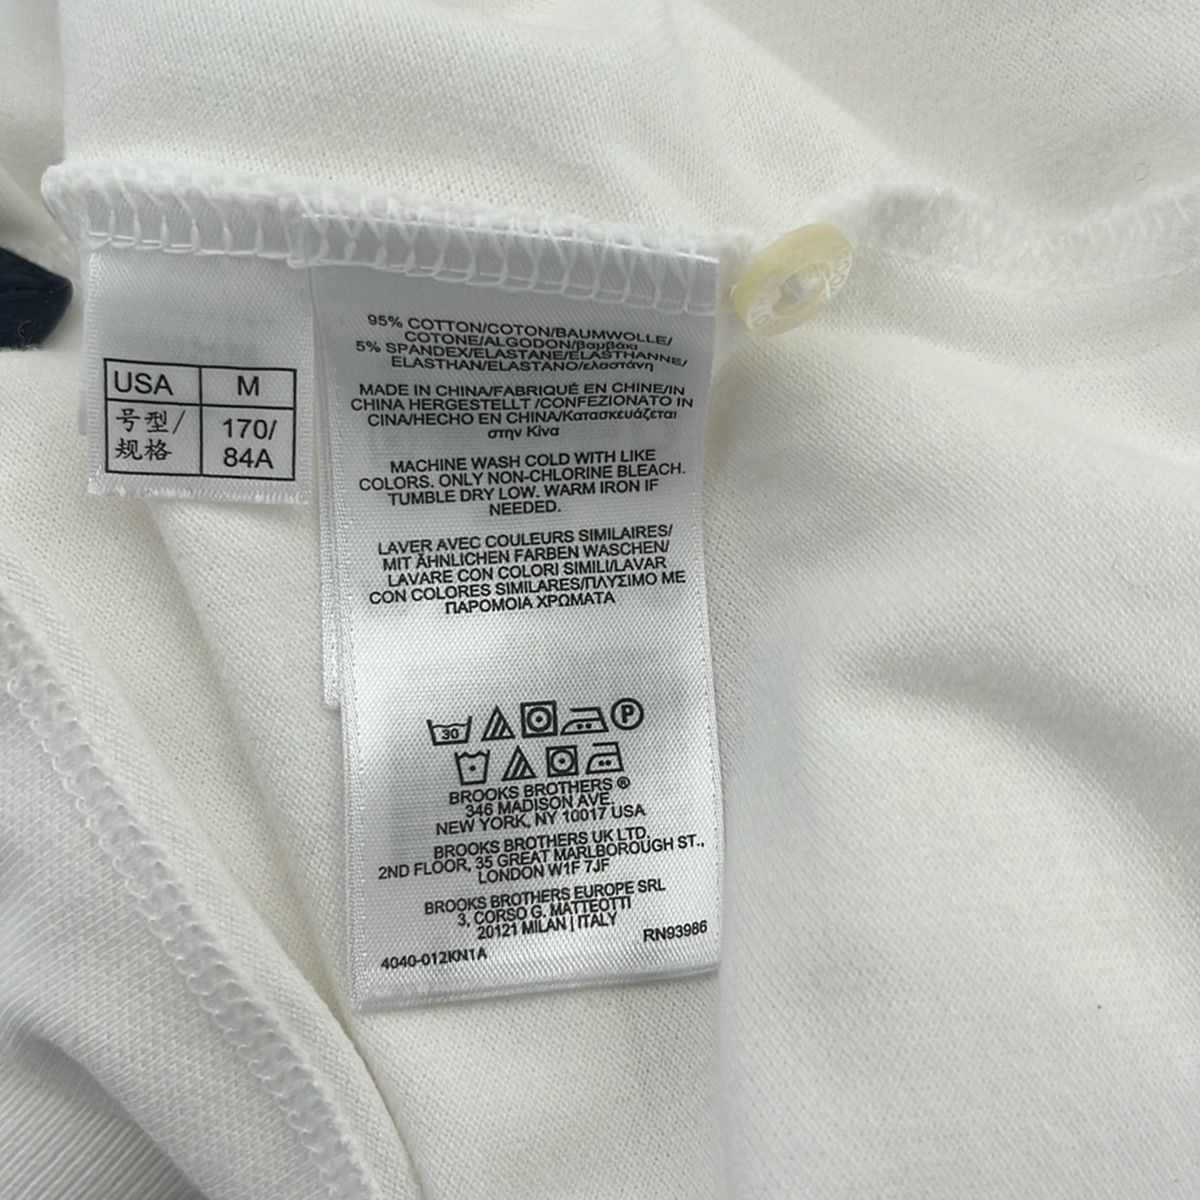 USA M
号型/ 170/
规格 84A
95% COTTON/COTON/BAUMWOLLE/
COTONE/ALGODON/βαμβάκι
5% SPANDEX/ELASTANE/ELASTHANNE/
ELASTHAN/ELASTANO/ελαστάνη
MADE IN CHINA/FABRIQUÉ EN CHINE/IN
CHINA HERGESTELLT /CONFEZIONATO IN
CINA/HECHO EN CHINA/Κατασκευάζεται
στην Κίνα
MACHINE WASH COLD WITH LIKE
COLORS. ONLY NON-CHLORINE BLEACH.
TUMBLE DRY LOW. WARM IRON IF
NEEDED.
LAVER AVEC COULEURS SIMILAIRES/
MIT ÄHNLICHEN FARBEN WASCHEN/
LAVARE CON COLORI SIMILI/LAVAR
CON COLORES SIMILARES/ΠΛΥΣΙΜΟ ΜΕ
ΠΑΡΟΜΟΙΑ ΧΡΩΜΑΤΑ
30 P
BROOKS BROTHERS ®
346 MADISON AVE.
NEW YORK, NY 10017 USA
BROOKS BROTHERS UK LTD.
2ND FLOOR, 35 GREAT MARLBOROUGH ST.,
LONDON W1F 7JF
BROOKS BROTHERS EUROPE SRL
3, CORSO G. MATTEOTTI
20121 MILAN | ITALY
RN93986
4040-012KN1A